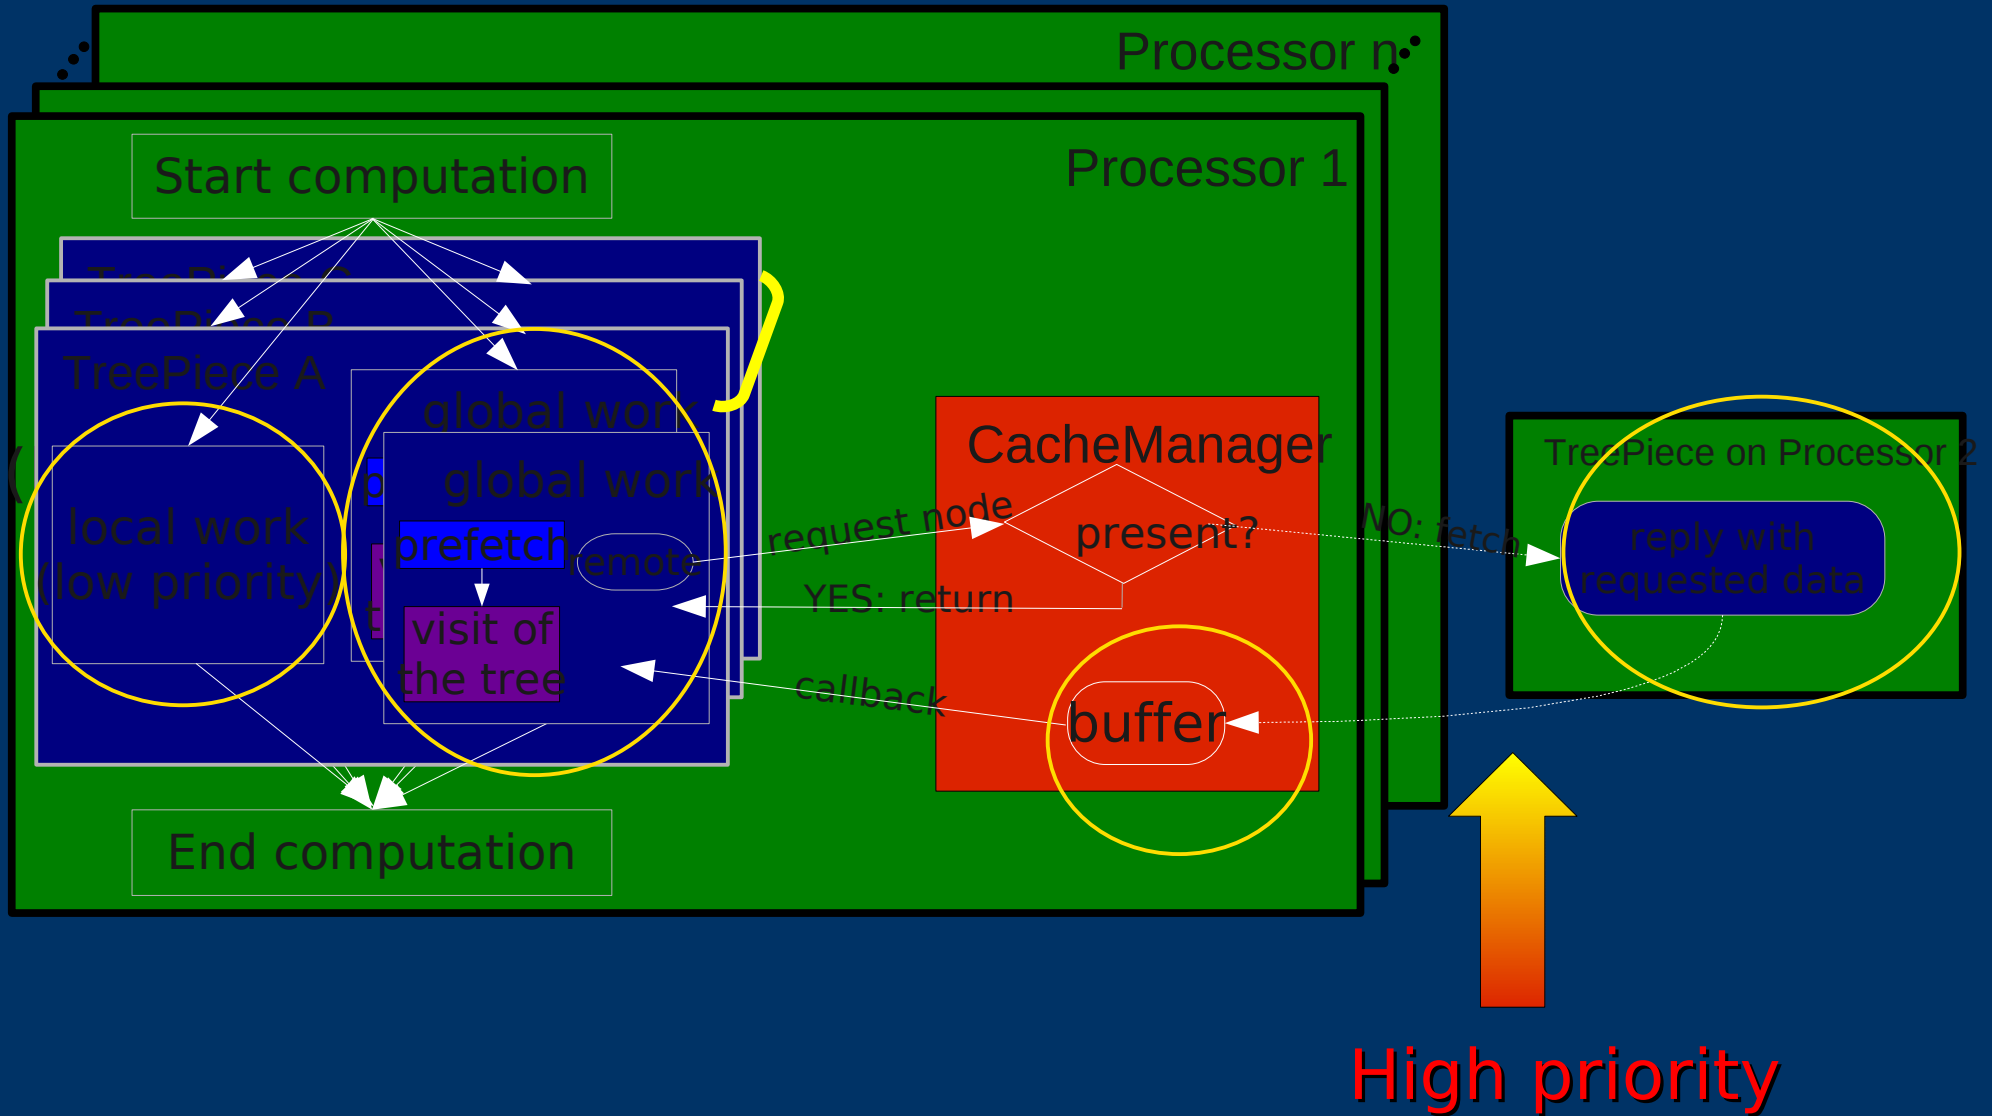 Processor n
Processor 1
Start computation
TreePiece C
TreePiece B
TreePiece A
global work
global work
(
local work
(low priority)
prefetch
remote
visit of
the tree
request node
YES: return
callback
CacheManager
present?
buffer
NO: fetch
TreePiece on Processor 2
reply with
requested data
End computation
High priority